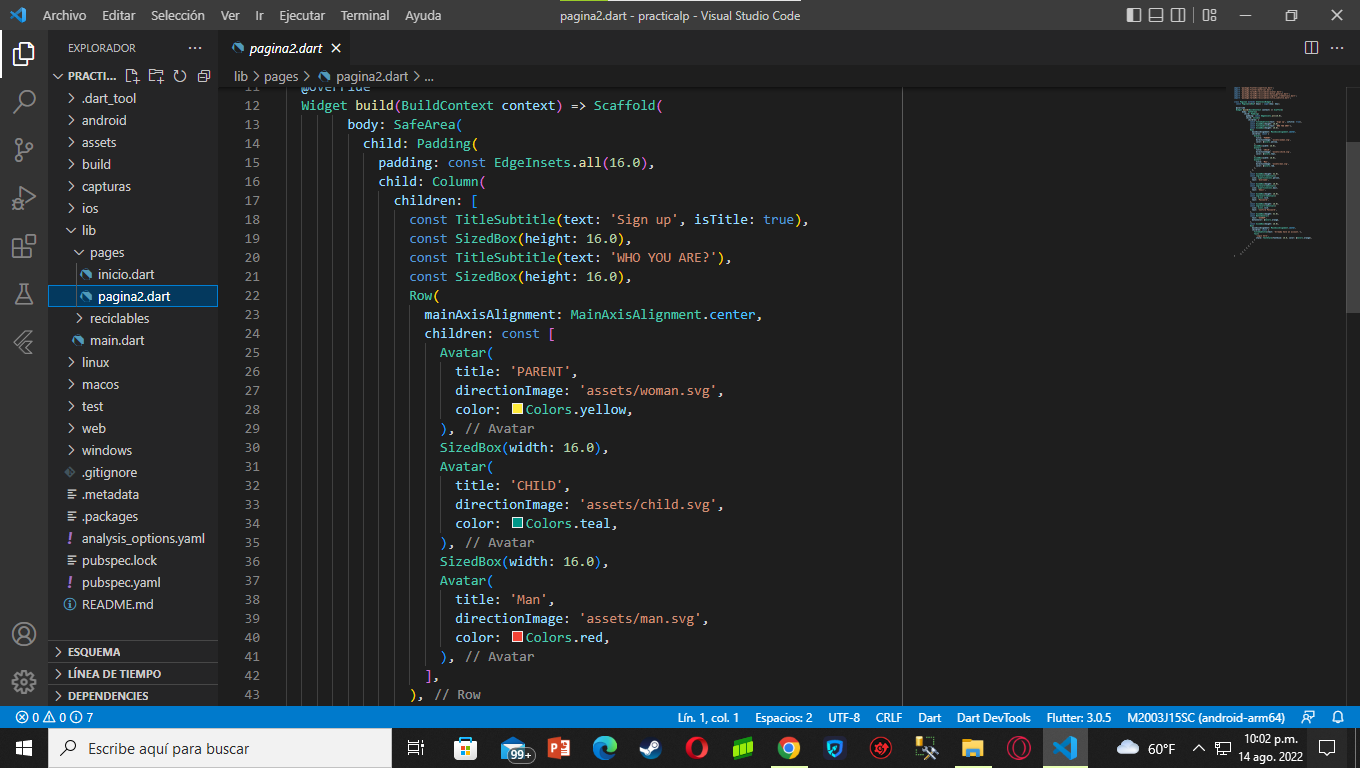 Archivo Editar Selección Ver Ir Ejecutar Terminal Ayuda
pagina2.dart - practicalp - Visual Studio Code
EXPLORADOR
PRACTI...
.dart_tool
android
assets
build
capturas
ios
lib
pages
inicio.dart
pagina2.dart
reciclables
main.dart
linux
macos
test
web
windows
.gitignore
.metadata
.packages
analysis_options.yaml
pubspec.lock
pubspec.yaml
README.md
ESQUEMA
LÍNEA DE TIEMPO
DEPENDENCIES
pagina2.dart
lib > pages > pagina2.dart > ...
11 @override
12 Widget build(BuildContext context) => Scaffold(
13 body: SafeArea(
14 child: Padding(
15 padding: const EdgeInsets.all(16.0),
16 child: Column(
17 children: [
18 const TitleSubtitle(text: 'Sign up', isTitle: true),
19 const SizedBox(height: 16.0),
20 const TitleSubtitle(text: 'WHO YOU ARE?'),
21 const SizedBox(height: 16.0),
22 Row(
23 mainAxisAlignment: MainAxisAlignment.center,
24 children: const [
25 Avatar(
26 title: 'PARENT',
27 directionImage: 'assets/woman.svg',
28 color: Colors.yellow,
29 ), // Avatar
30 SizedBox(width: 16.0),
31 Avatar(
32 title: 'CHILD',
33 directionImage: 'assets/child.svg',
34 color: Colors.teal,
35 ), // Avatar
36 SizedBox(width: 16.0),
37 Avatar(
38 title: 'Man',
39 directionImage: 'assets/man.svg',
40 color: Colors.red,
41 ), // Avatar
42 ],
43 ), // Row
0 0 7
Lín. 1, col. 1 Espacios: 2 UTF-8 CRLF Dart Dart DevTools Flutter: 3.0.5 M2003J15SC (android-arm64)
Escribe aquí para buscar
99+
60°F
10:02 p.m.
14 ago. 2022